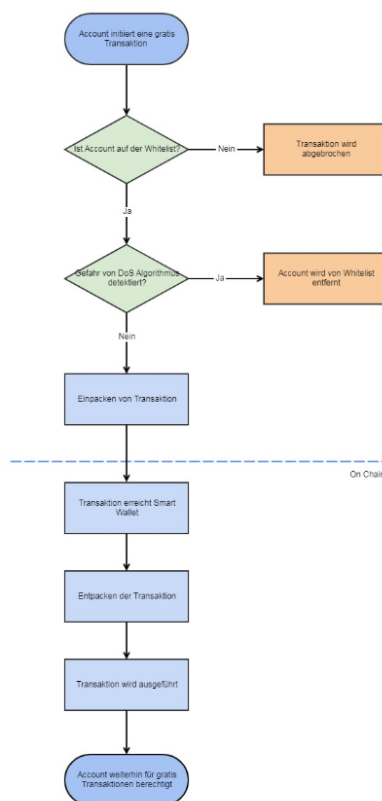 Account initiiert eine gratis
Transaktion
Ist Account auf der Whitelist?
Nein
Transaktion wird
abgebrochen
Ja
Gefahr von DoS Algorithmus
detektiert?
Ja
Account wird von Whitelist
entfernt
Nein
Einpacken von Transaktion
On Chain
Transaktion erreicht Smart
Wallet
Entpacken der Transaktion
Transaktion wird ausgeführt
Account weiterhin für gratis
Transaktionen berechtigt